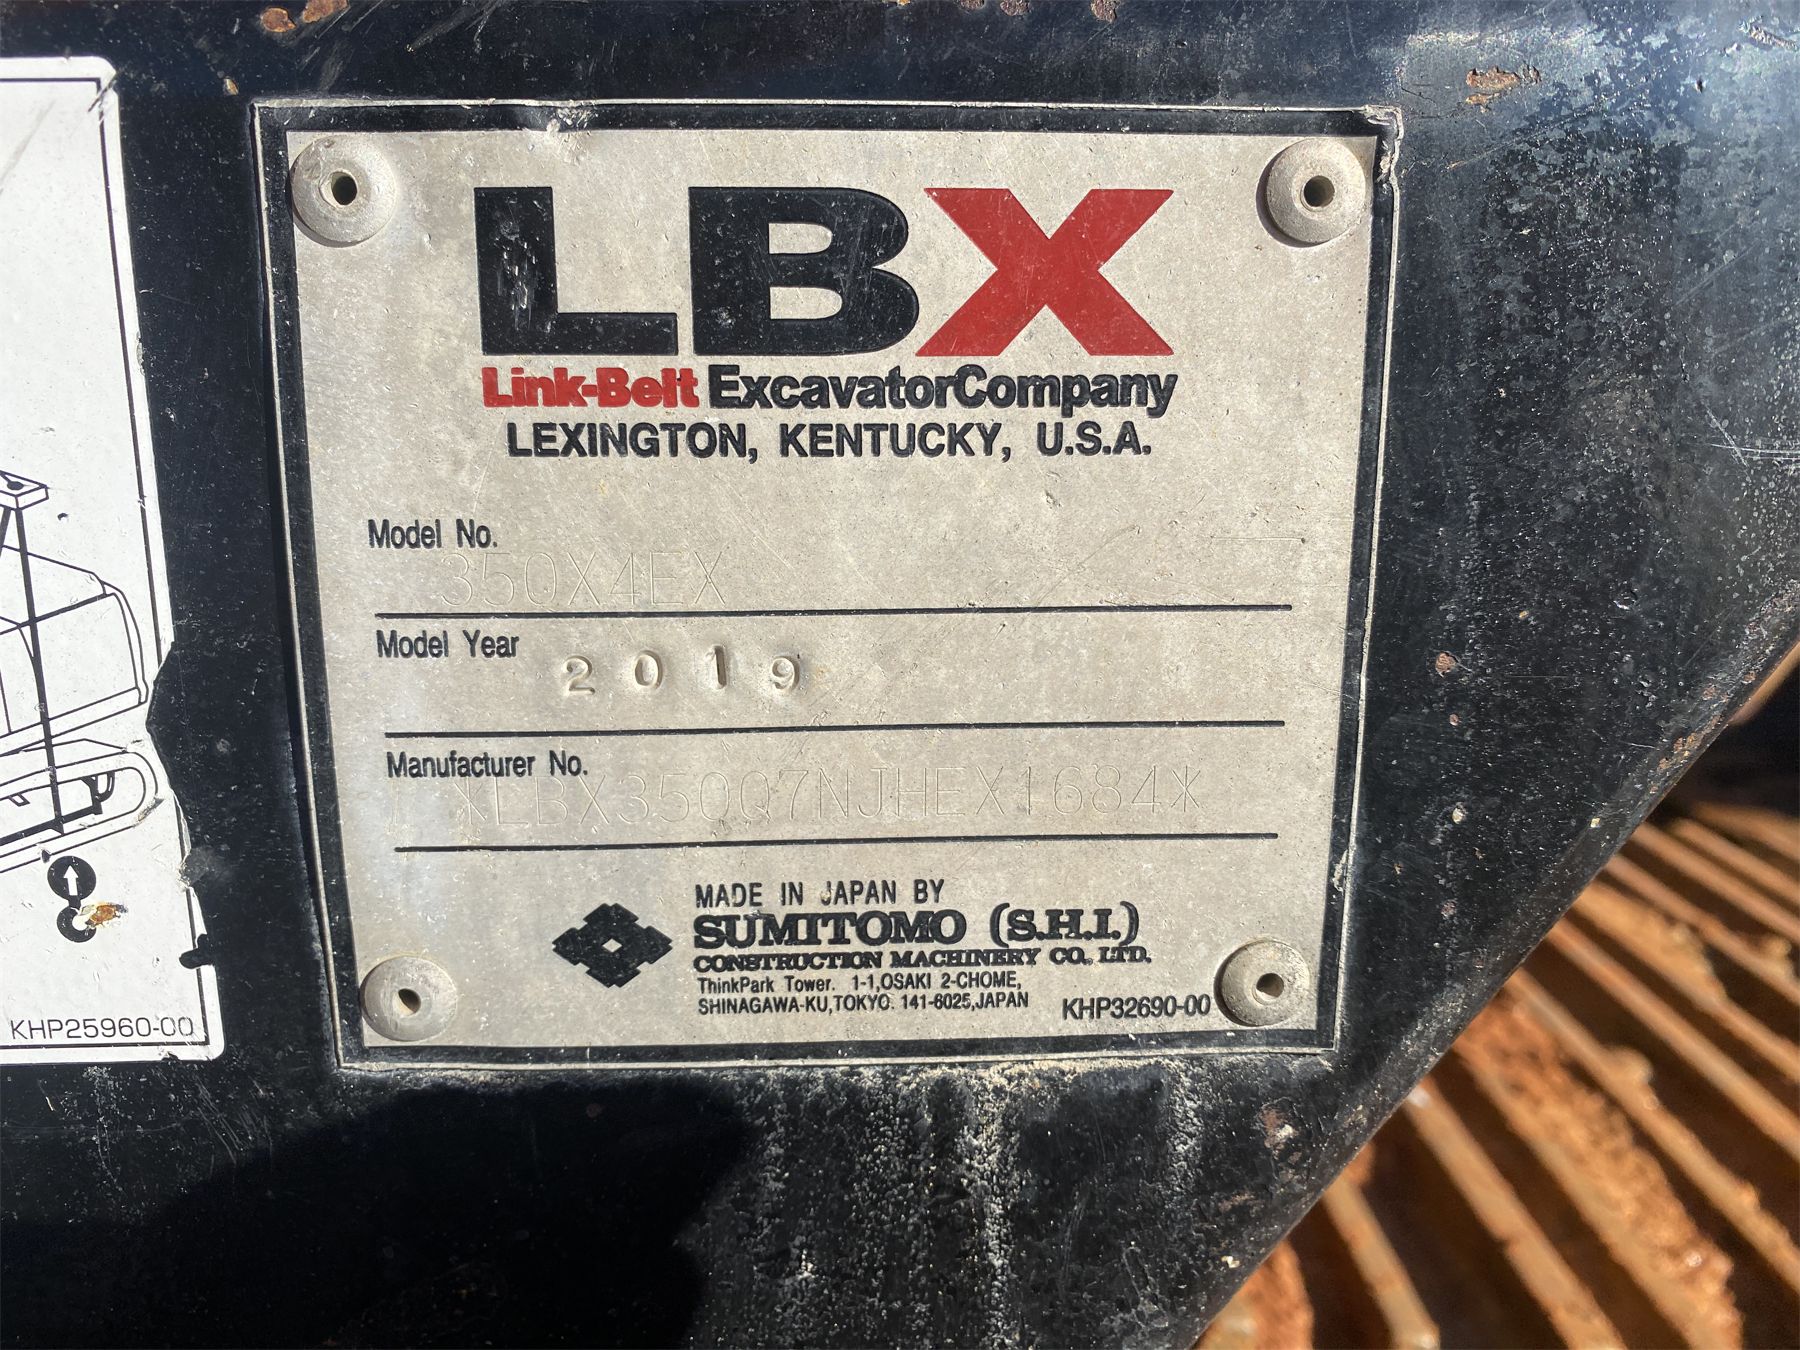 LBX
Link-Belt ExcavatorCompany
LEXINGTON, KENTUCKY, U.S.A.
Model No.
350X4EX
Model Year
2019
Manufacturer No.
*LBX350Q7NJHEX1684*
MADE IN JAPAN BY
SUMITOMO (S.H.I.)
CONSTRUCTION MACHINERY CO., LTD.
ThinkPark Tower. 1-1,OSAKI 2-CHOME,
SHINAGAWA-KU,TOKYO. 141-6025,JAPAN
KHP32690-00
KHP25960-00